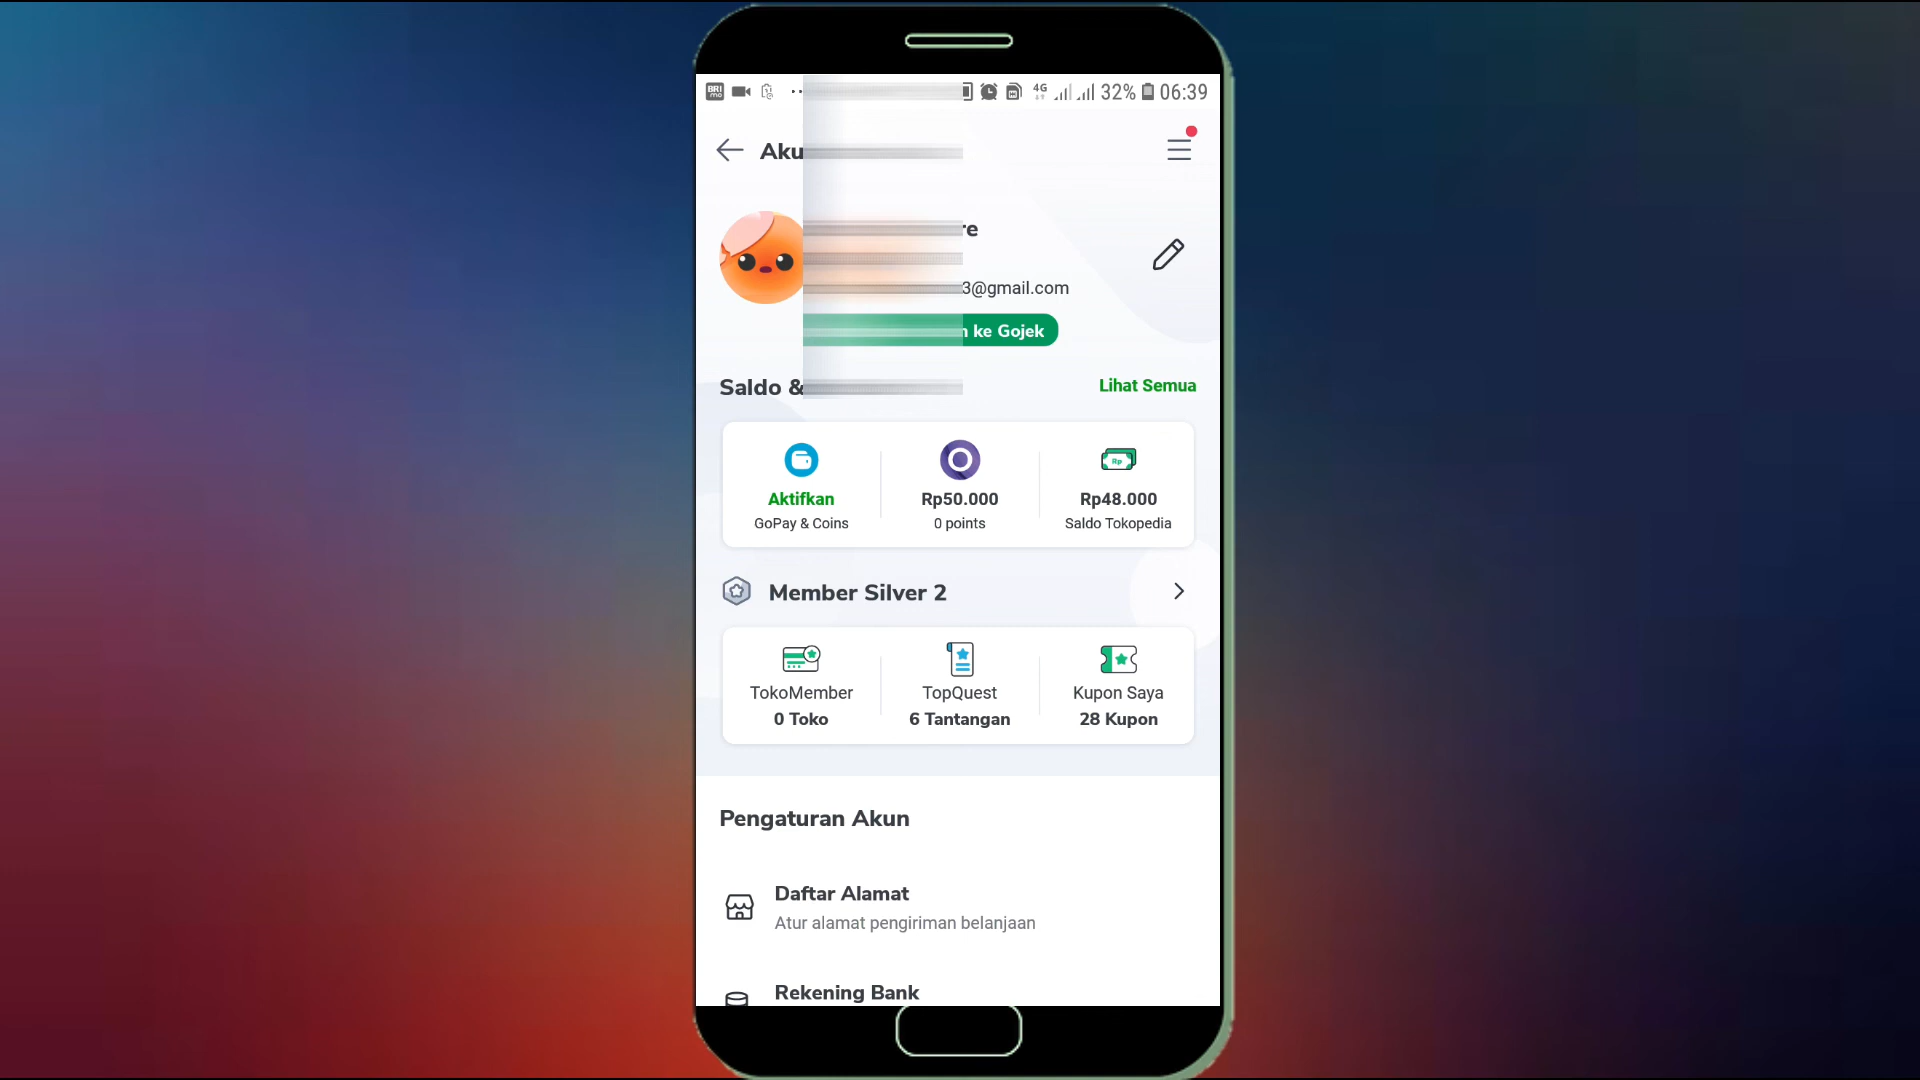 BRI
mo
4G
32%
06:39
Aku
re
3@gmail.com
ke Gojek
Saldo &
Lihat Semua
Rp
Aktifkan
Rp50.000
Rp48.000
GoPay & Coins
0 points
Saldo Tokopedia
Member Silver 2
TokoMember
TopQuest
Kupon Saya
0 Toko
6 Tantangan
28 Kupon
Pengaturan Akun
Daftar Alamat
Atur alamat pengiriman belanjaan
Rekening Bank